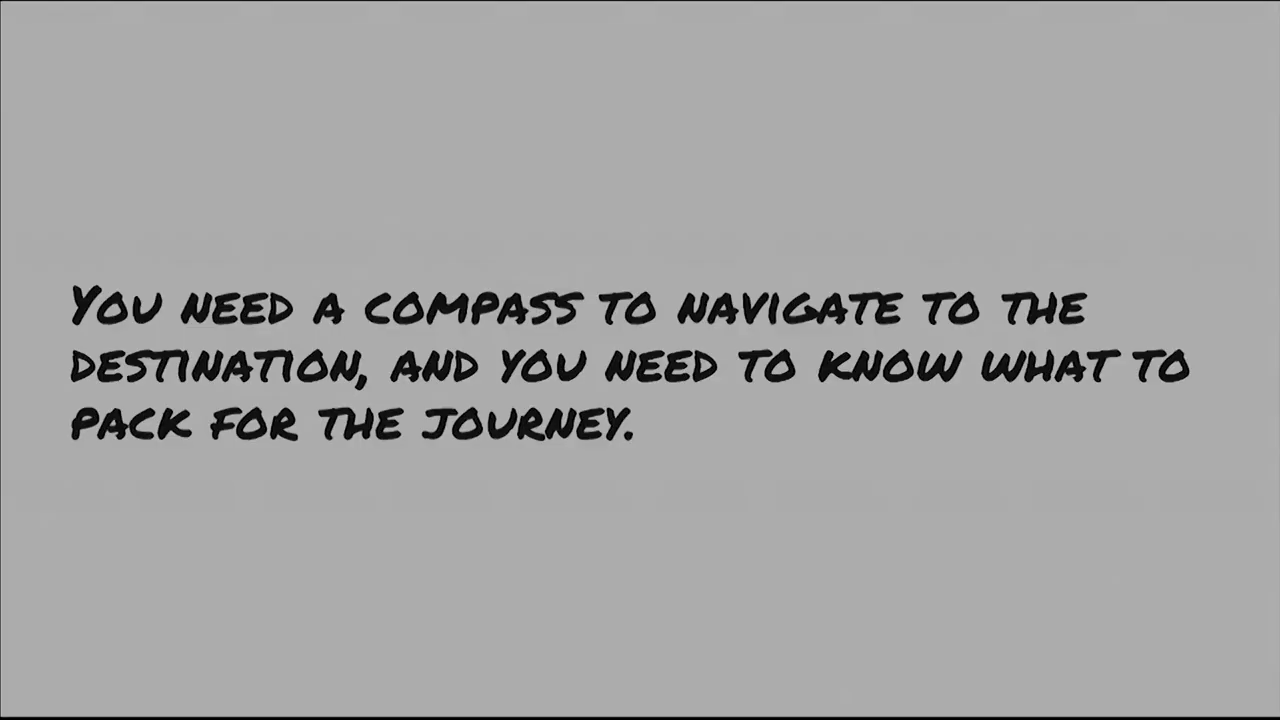 You need a compass to navigate to the
destination, and you need to know what to
pack for the journey.